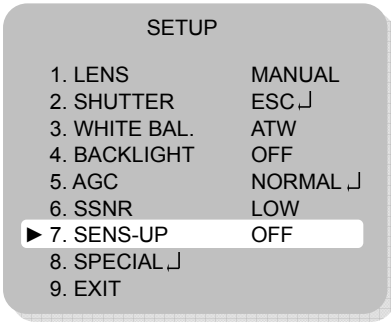 SETUP
1. LENS MANUAL
2. SHUTTER ESC↵
3. WHITE BAL. ATW
4. BACKLIGHT OFF
5. AGC NORMAL ↵
6. SSNR LOW
► 7. SENS-UP OFF
8. SPECIAL↵
9. EXIT